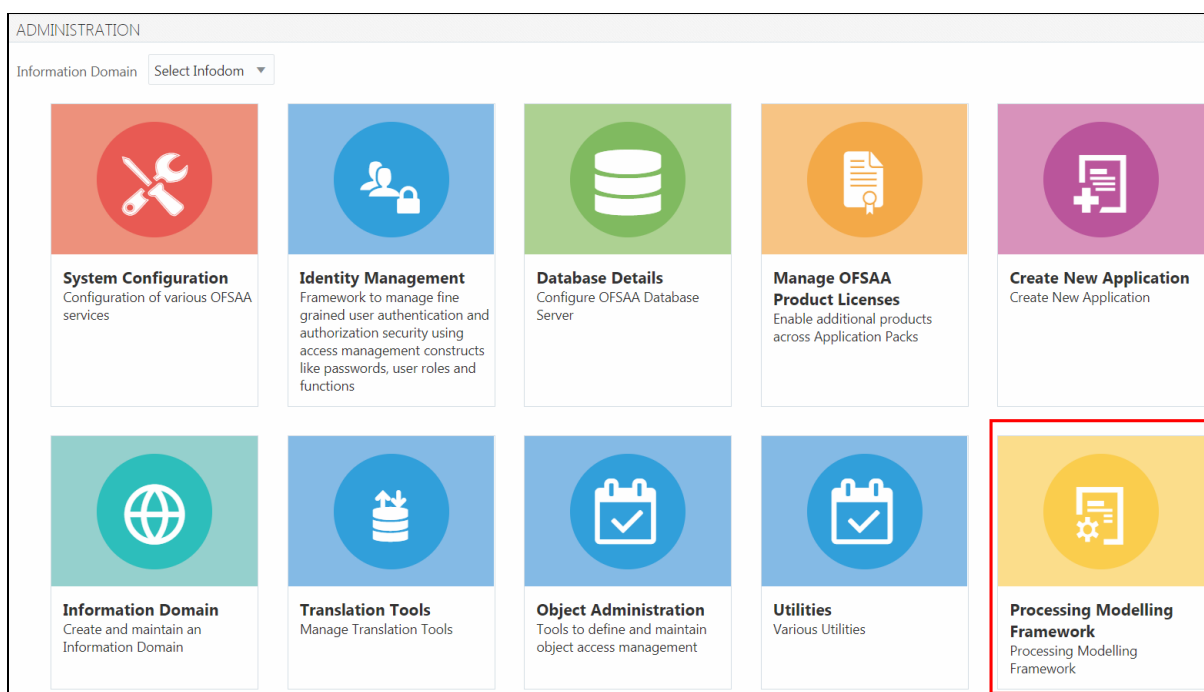 ADMINISTRATION
Information Domain Select Infodom
System Configuration
Configuration of various OFSAA
services
Identity Management
Framework to manage fine
grained user authentication and
authorization security using
access management constructs
like passwords, user roles and
functions
Database Details
Configure OFSAA Database
Server
Manage OFSAA
Product Licenses
Enable additional products
across Application Packs
Create New Application
Create New Application
Information Domain
Create and maintain an
Information Domain
Translation Tools
Manage Translation Tools
Object Administration
Tools to define and maintain
object access management
Utilities
Various Utilities
Processing Modelling
Framework
Processing Modelling
Framework